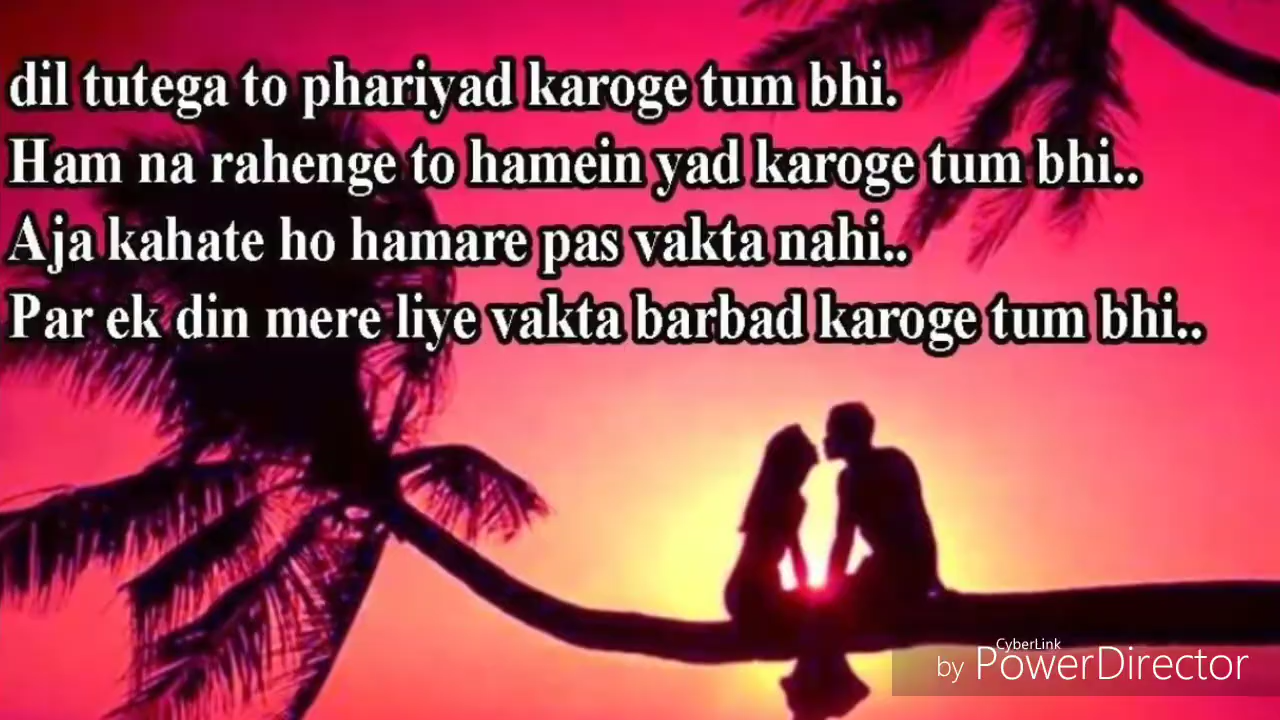 dil tutega to phariyad karoge tum bhi.
Ham na rahenge to hamein yad karoge tum bhi..
Aja kahate ho hamare pas vakta nahi..
Par ek din mere liye vakta barbad karoge tum bhi..
CyberLink
by PowerDirector